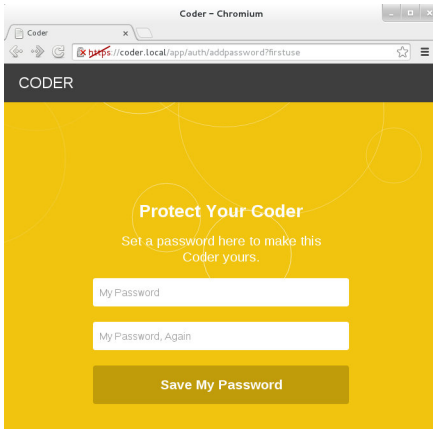 Coder - Chromium
Coder
https://coder.local/app/auth/addpassword?firstuse
CODER
Protect Your Coder
Set a password here to make this
Coder yours.
My Password
My Password, Again
Save My Password